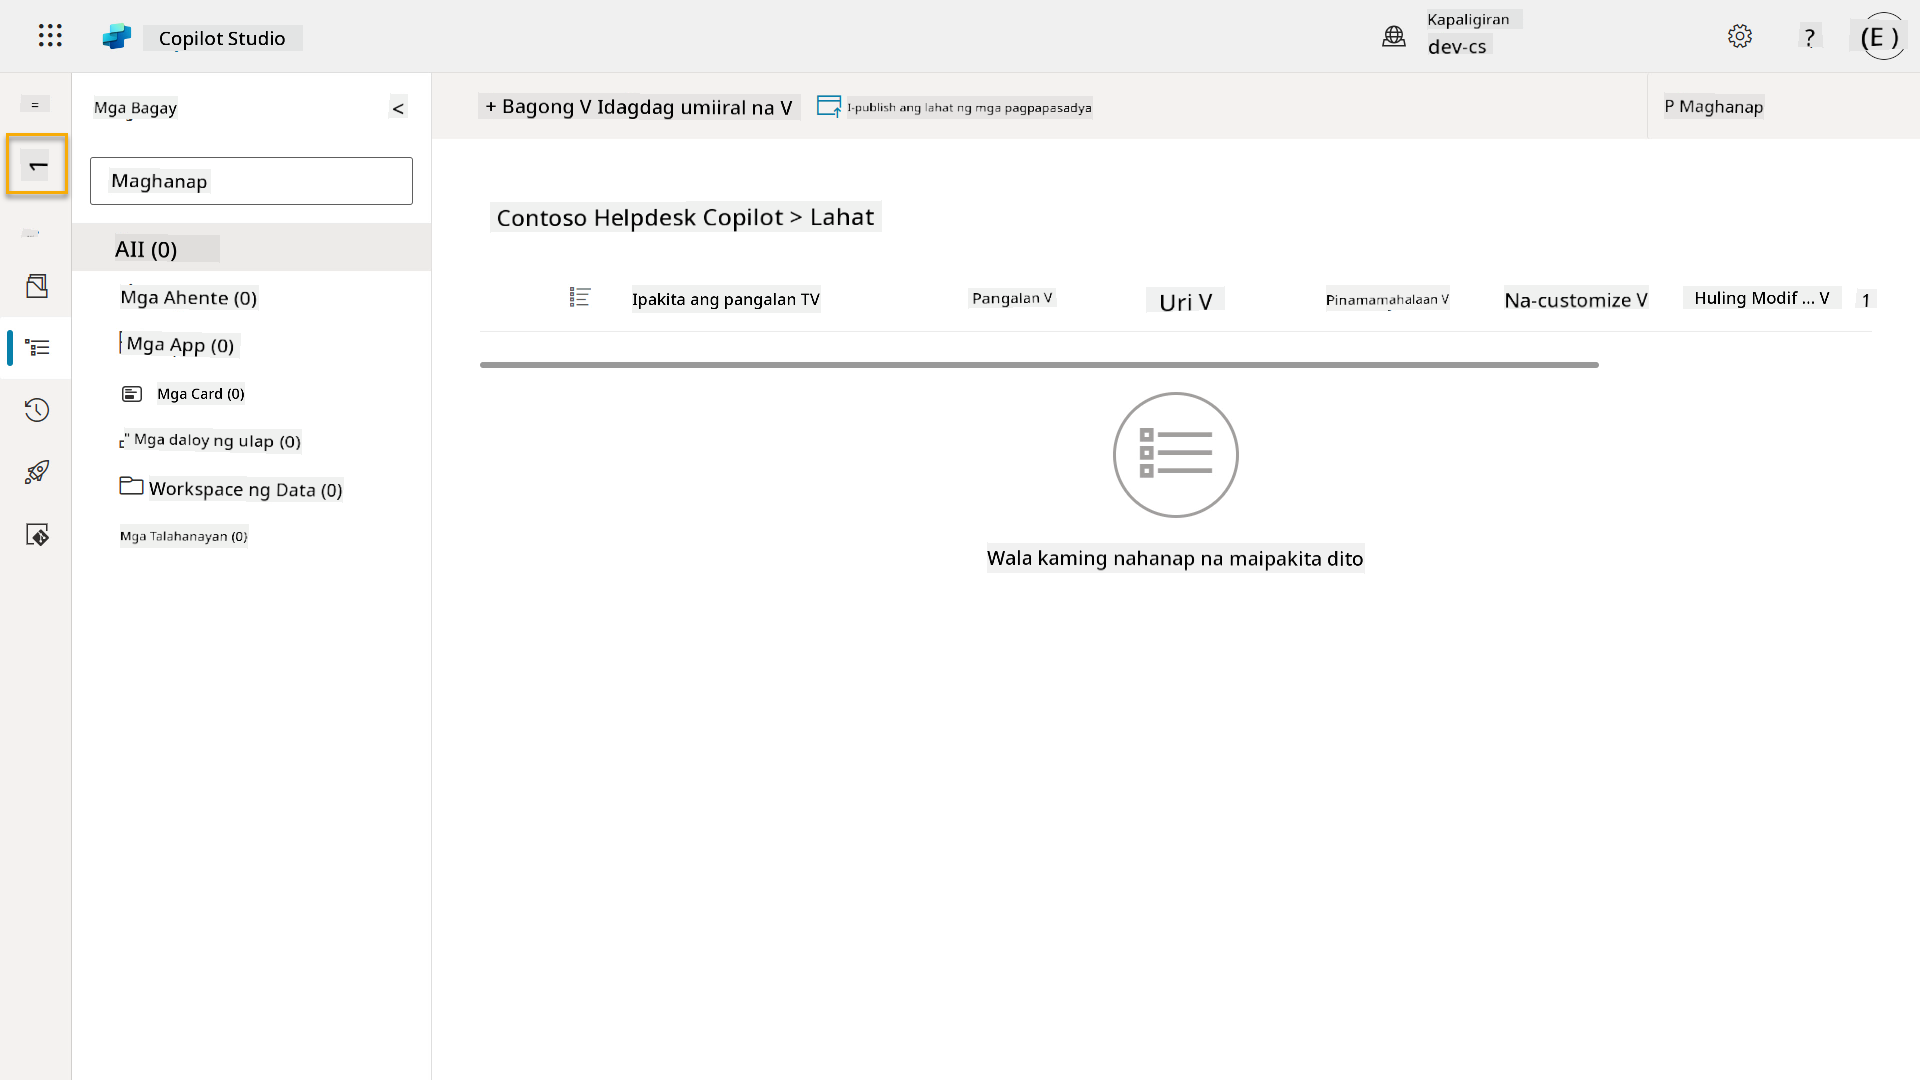 Copilot Studio
Kapaligiran
dev-cs
?
(E )
=
Mga Bagay
<
+ Bagong V Idagdag umiiral na V
I-publish ang lahat ng mga pagpapasadya
P Maghanap
1
Maghanap
Contoso Helpdesk Copilot > Lahat
AII (0)
Mga Ahente (0)
Mga App (0)
Mga Card (0)
" Mga daloy ng ulap (0)
Workspace ng Data (0)
Mga Talahanayan (0)
Ipakita ang pangalan TV
Pangalan V
Uri V
Pinamamahalaan V
Na-customize V
Huling Modif ... V
1
Wala kaming nahanap na maipakita dito